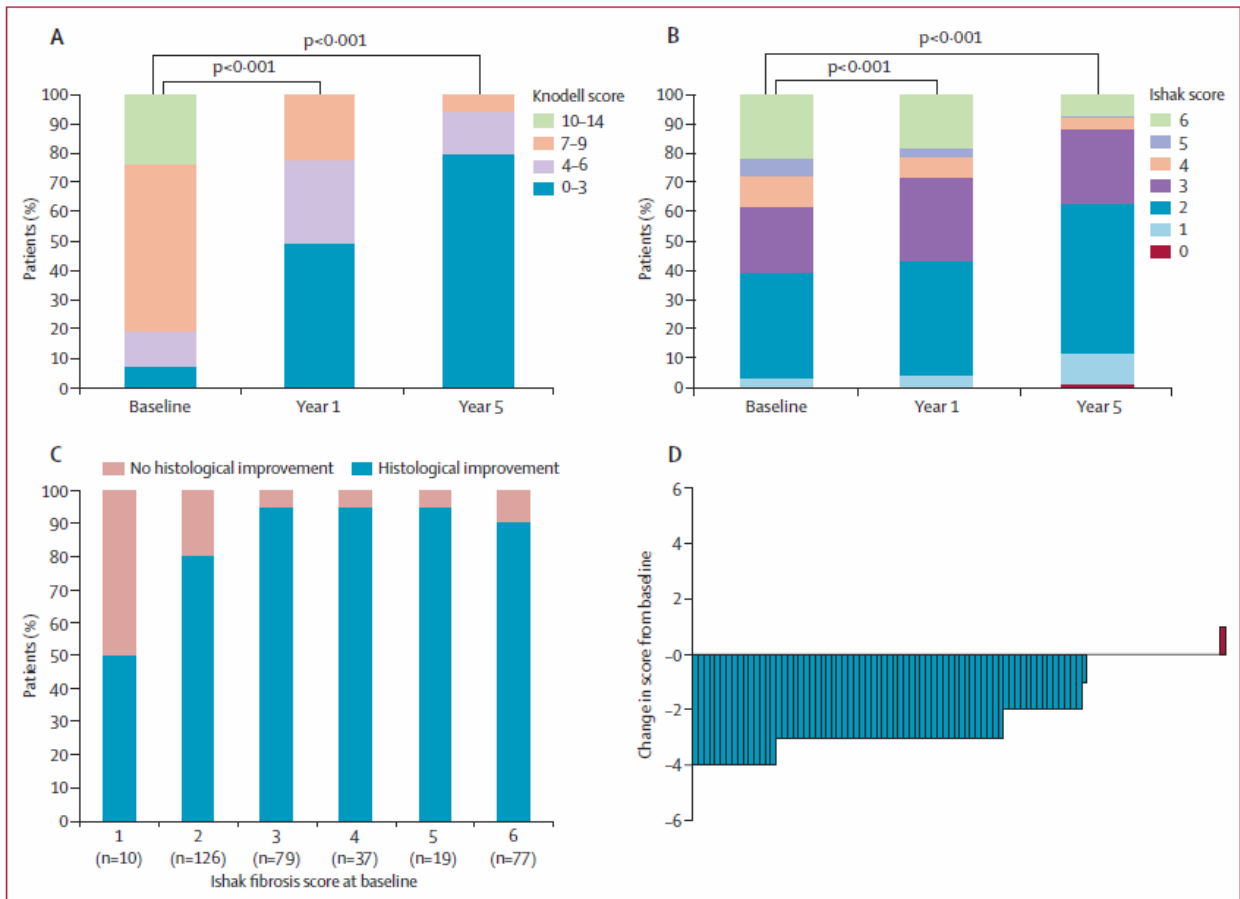 A
p<0·001
p<0·001
Knodell score
10–14
7–9
4–6
0–3
Patients (%)
100
90
80
70
60
50
40
30
20
10
0
Baseline Year 1 Year 5
B
p<0·001
p<0·001
Ishak score
6
5
4
3
2
1
0
Patients (%)
100
90
80
70
60
50
40
30
20
10
0
Baseline Year 1 Year 5
C
No histological improvement Histological improvement
Patients (%)
100
90
80
70
60
50
40
30
20
10
0
1 2 3 4 5 6
(n=10) (n=126) (n=79) (n=37) (n=19) (n=77)
Ishak fibrosis score at baseline
D
Change in score from baseline
6
4
2
–0
–2
–4
–6